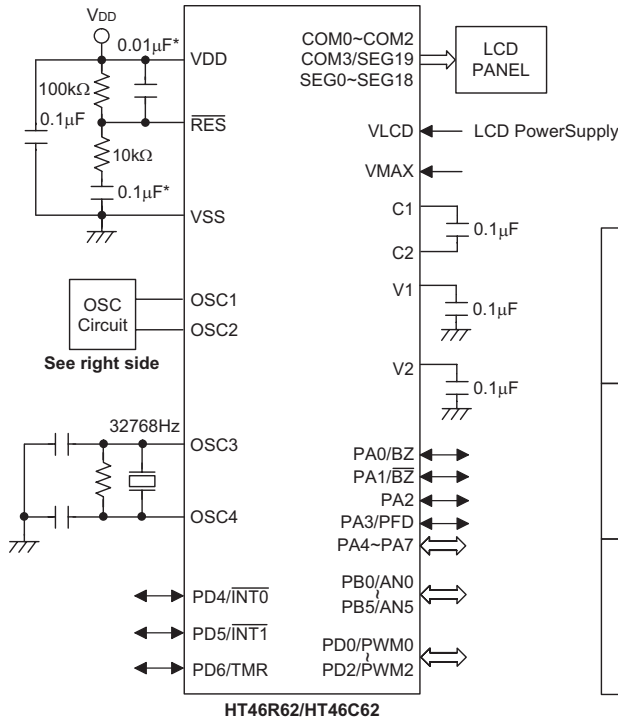 VDD
0.01μF*
VDD
100kΩ
0.1μF
RES
10kΩ
0.1μF*
VSS
OSC
Circuit
OSC1
OSC2
See right side
32768Hz
OSC3
OSC4
PD4/INT0
PD5/INT1
PD6/TMR
COM0~COM2
COM3/SEG19
SEG0~SEG18
LCD
PANEL
VLCD
LCD PowerSupply
VMAX
C1
0.1μF
C2
V1
0.1μF
V2
0.1μF
PA0/BZ
PA1/BZ
PA2
PA3/PFD
PA4~PA7
PB0/AN0
~
PB5/AN5
PD0/PWM0
~
PD2/PWM2
HT46R62/HT46C62